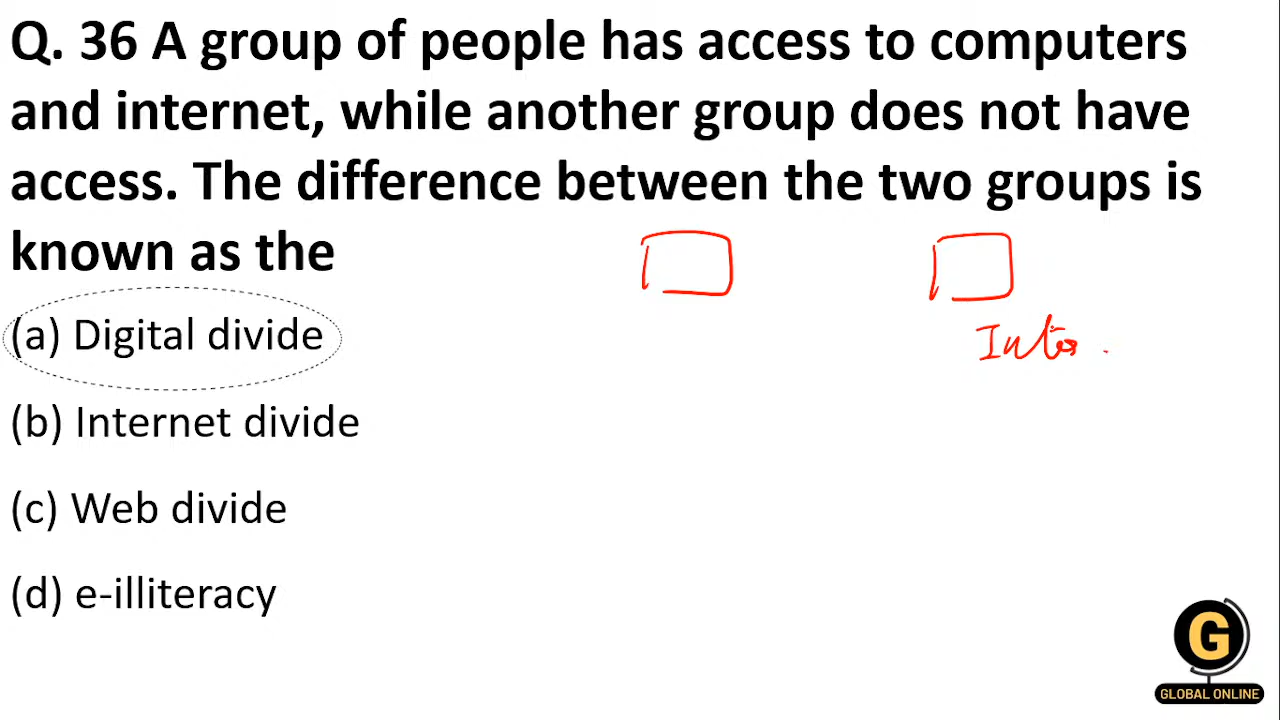 Q. 36 A group of people has access to computers
and internet, while another group does not have
access. The difference between the two groups is
known as the
(a) Digital divide
(b) Internet divide
(c) Web divide
(d) e-illiteracy
G
GLOBAL ONLINE